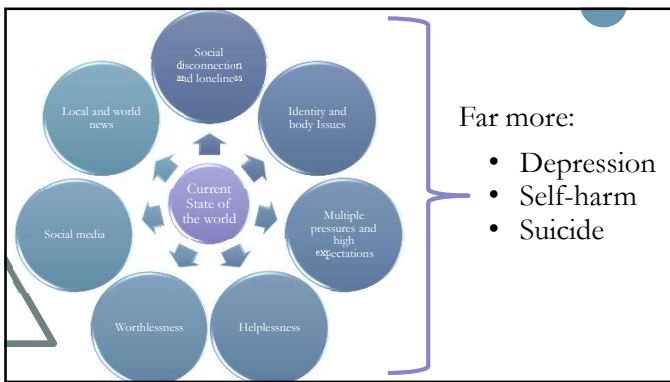 Social
disconnection
and loneliness
Identity and
body Issues
Multiple
pressures and
high
expectations
Helplessness
Worthlessness
Social media
Local and world
news
Current
State of
the world
Far more:
• Depression
• Self-harm
• Suicide